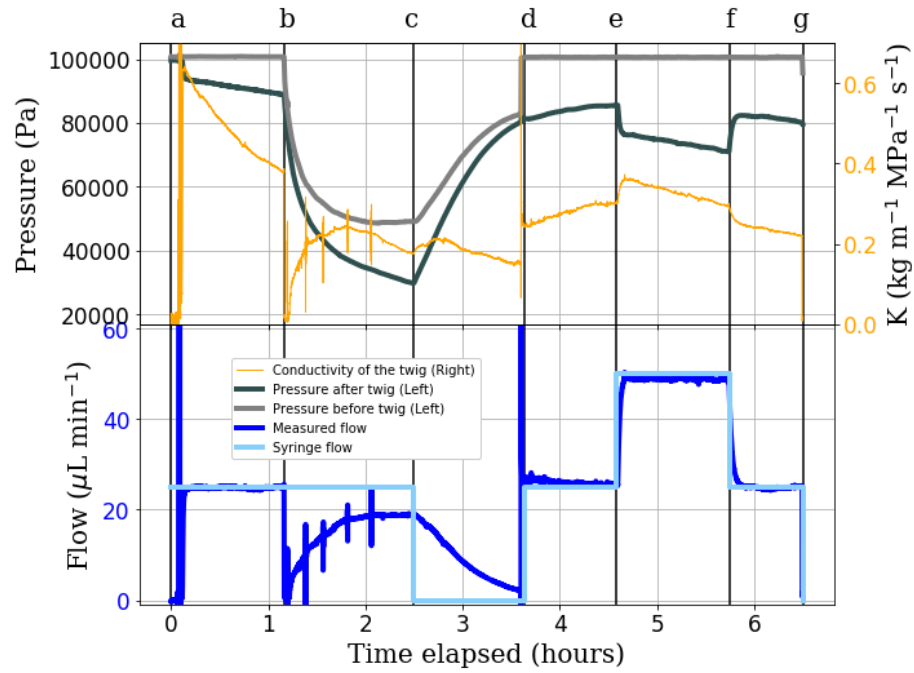 a b c d e f g
100000
80000
60000
40000
20000
Pressure (Pa)
0.6
0.4
0.2
0.0
K (kg m⁻¹ MPa⁻¹ s⁻¹)
60
40
20
0
Flow (μL min⁻¹)
Conductivity of the twig (Right)
Pressure after twig (Left)
Pressure before twig (Left)
Measured flow
Syringe flow
0 1 2 3 4 5 6
Time elapsed (hours)